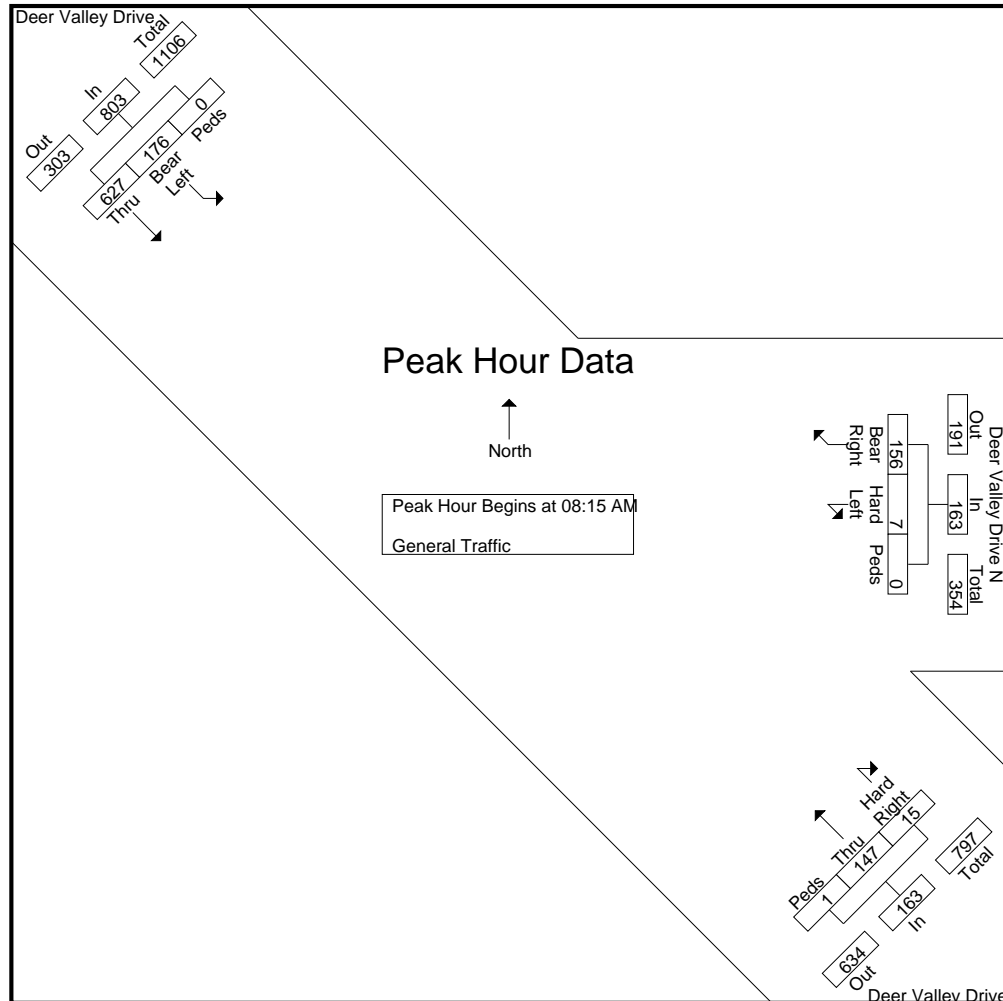 Deer Valley Drive
Total
1106
In
803
Out
303
0
Peds
176
Bear
Left
627
Thru
Peak Hour Data
North
Peak Hour Begins at 08:15 AM
General Traffic
Deer Valley Drive N
Out
191
In
163
Total
354
156
Bear
Right
7
Hard
Left
0
Peds
Hard
Right
15
Thru
147
Peds
1
797
Total
163
In
634
Out
Deer Valley Drive